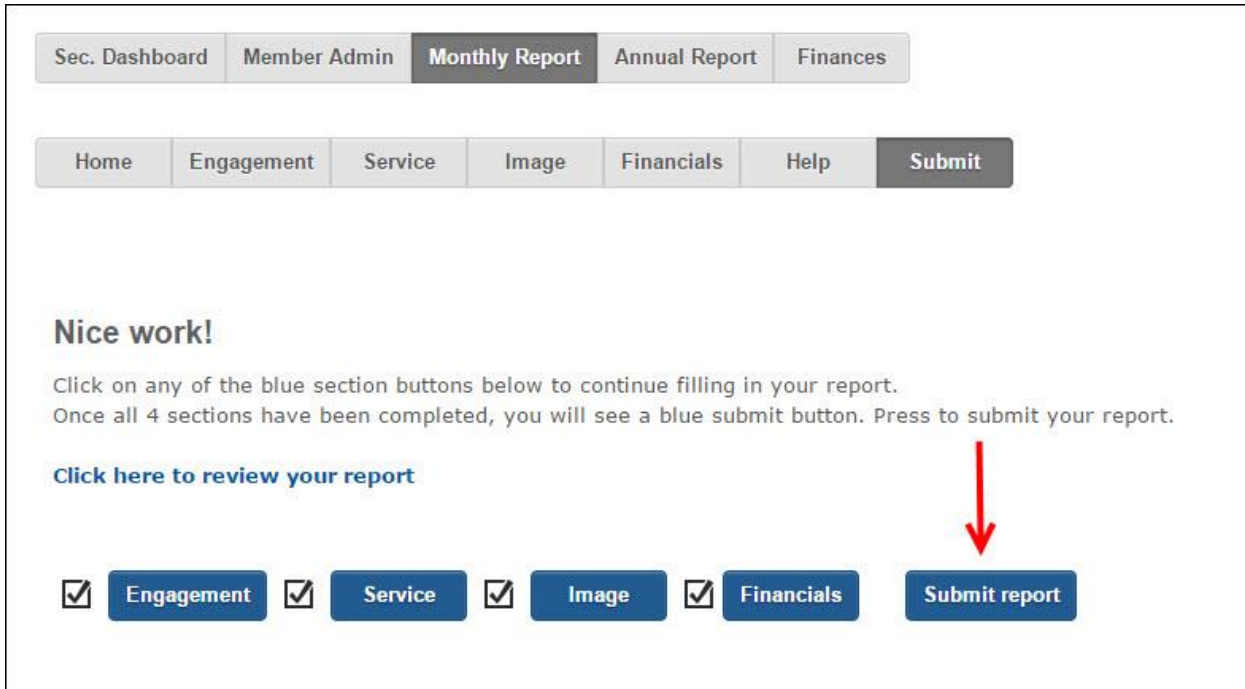 Sec. Dashboard Member Admin Monthly Report Annual Report Finances
Home Engagement Service Image Financials Help Submit
Nice work!
Click on any of the blue section buttons below to continue filling in your report.
Once all 4 sections have been completed, you will see a blue submit button. Press to submit your report.
Click here to review your report
Engagement Service Image Financials Submit report